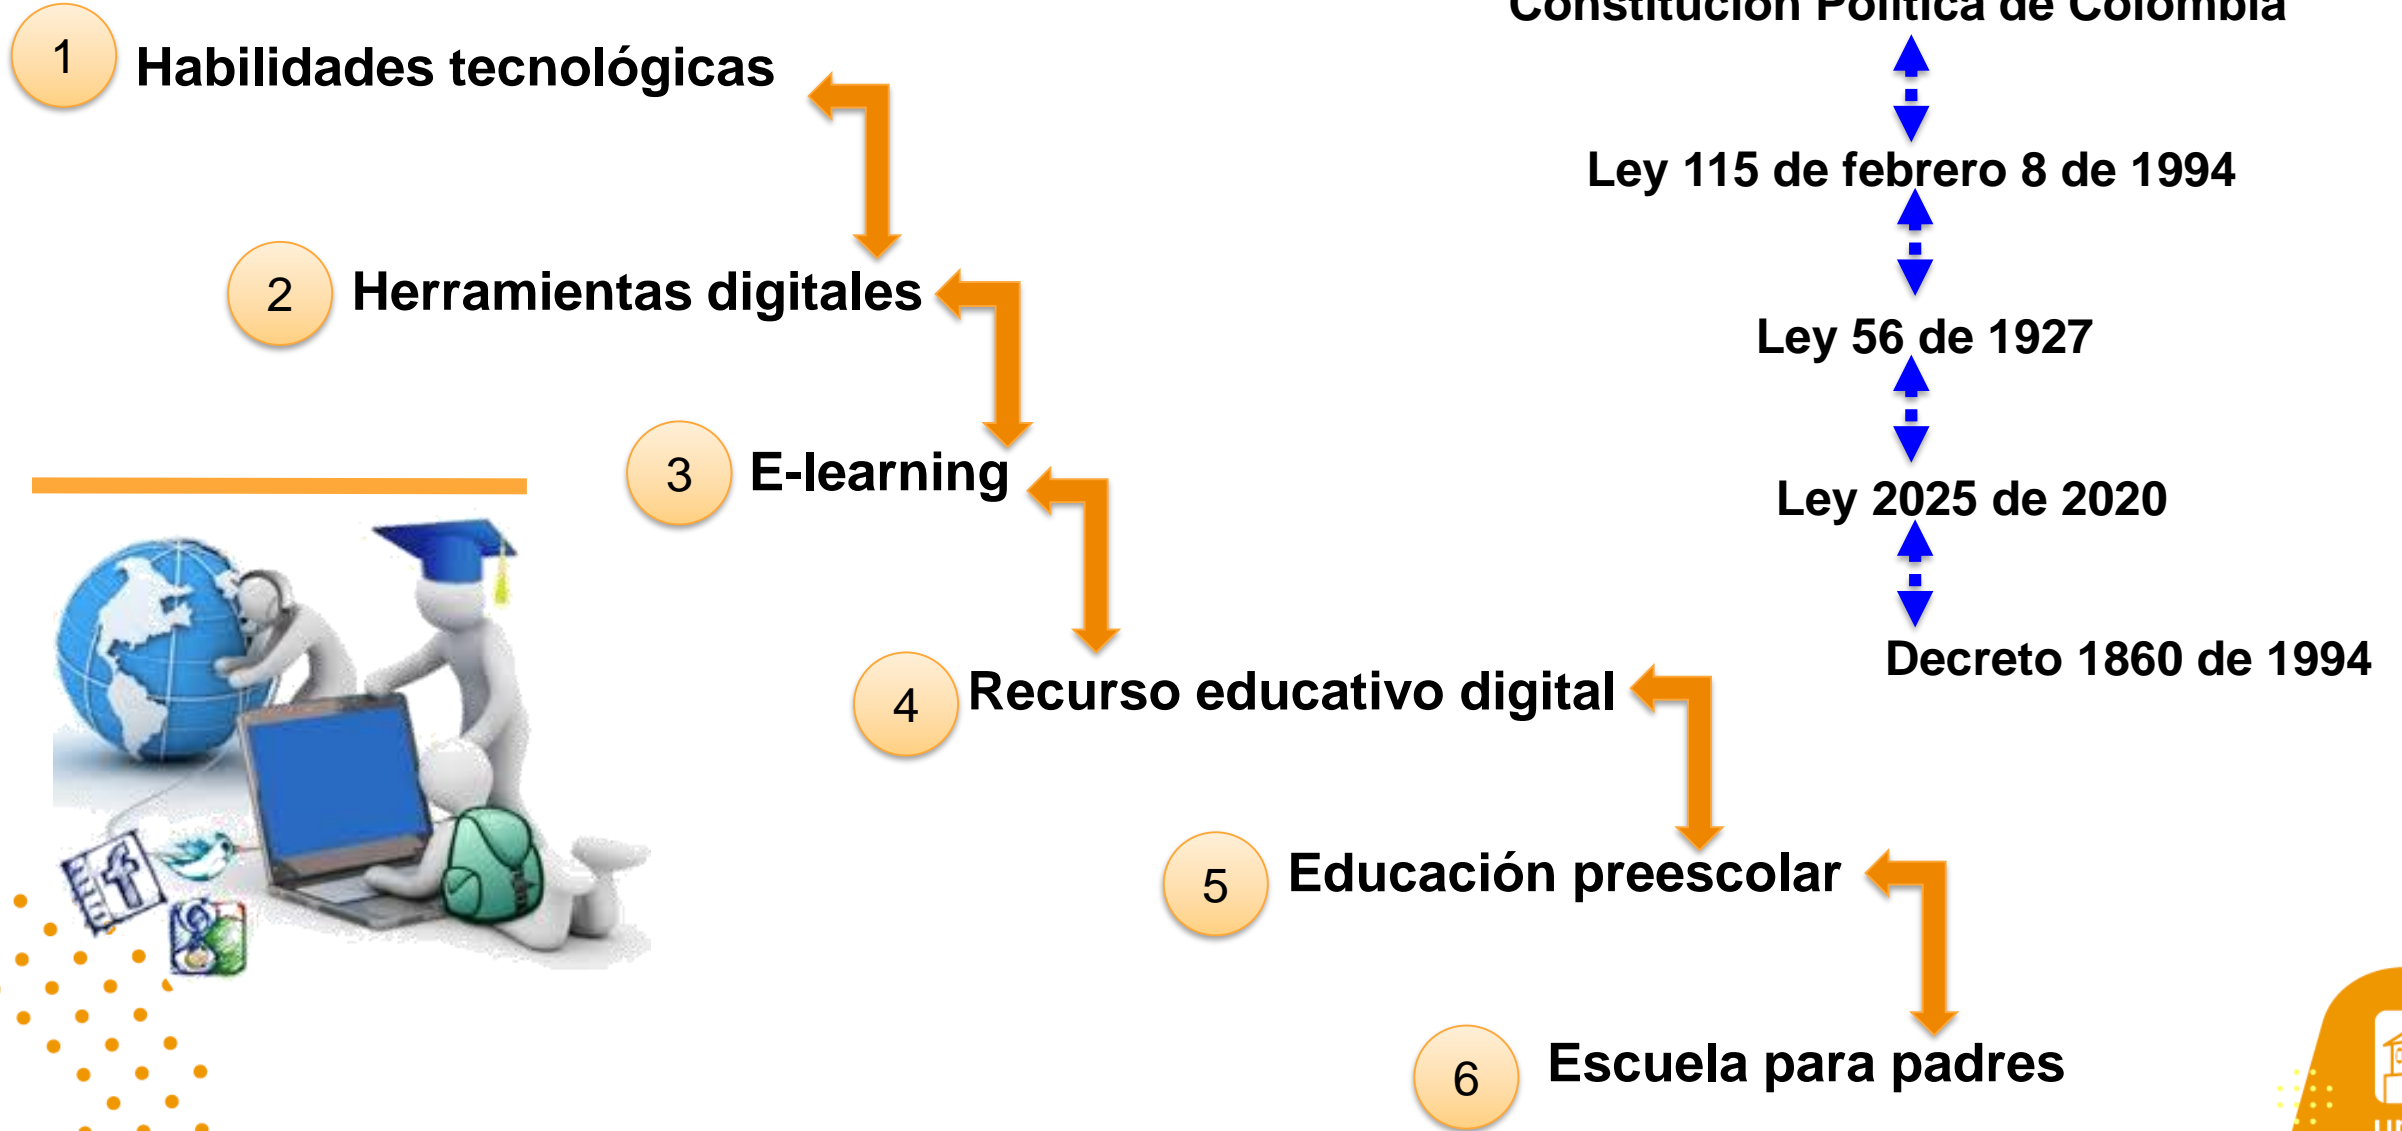 1
Habilidades tecnológicas
2
Herramientas digitales
3
E-learning
4
Recurso educativo digital
5
Educación preescolar
6
Escuela para padres
Constitución Política de Colombia
Ley 115 de febrero 8 de 1994
Ley 56 de 1927
Ley 2025 de 2020
Decreto 1860 de 1994
f
g